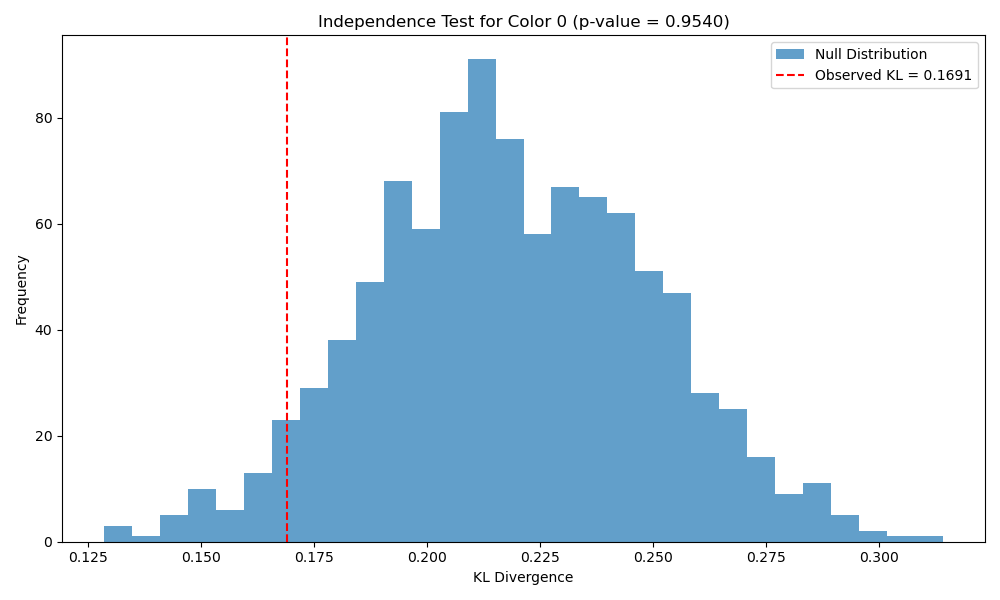 Independence Test for Color 0 (p-value = 0.9540)
Null Distribution
Observed KL = 0.1691
Frequency
80
60
40
20
0
0.125 0.150 0.175 0.200 0.225 0.250 0.275 0.300
KL Divergence